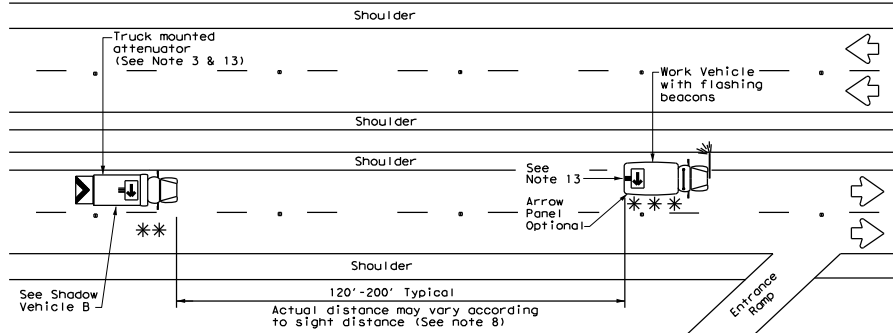 Shoulder
Truck mounted
attenuator
(See Note 3 & 13)
Work Vehicle
with flashing
beacons
Shoulder
Shoulder
See
Note 13
Arrow
Panel
Optional
**
***
Shoulder
See Shadow
Vehicle B
120'-200' Typical
Actual distance may vary according
to sight distance (See note 8)
Entrance
Ramp